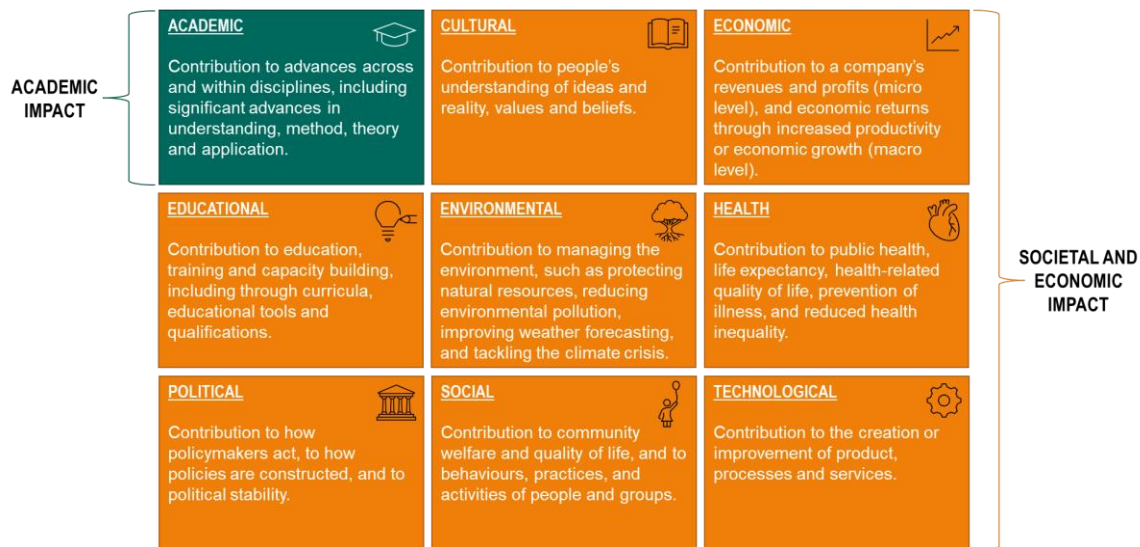 ACADEMIC
IMPACT
ACADEMIC
Contribution to advances across
and within disciplines, including
significant advances in
understanding, method, theory
and application.
CULTURAL
Contribution to people's
understanding of ideas and
reality, values and beliefs.
ECONOMIC
Contribution to a company's
revenues and profits (micro
level), and economic returns
through increased productivity
or economic growth (macro
level).
EDUCATIONAL
Contribution to education,
training and capacity building,
including through curricula,
educational tools and
qualifications.
ENVIRONMENTAL
Contribution to managing the
environment, such as protecting
natural resources, reducing
environmental pollution,
improving weather forecasting,
and tackling the climate crisis.
HEALTH
Contribution to public health,
life expectancy, health-related
quality of life, prevention of
illness, and reduced health
inequality.
SOCIETAL AND
ECONOMIC
IMPACT
POLITICAL
Contribution to how
policymakers act, to how
policies are constructed, and to
political stability.
SOCIAL
Contribution to community
welfare and quality of life, and to
behaviours, practices, and
activities of people and groups.
TECHNOLOGICAL
Contribution to the creation or
improvement of product,
processes and services.